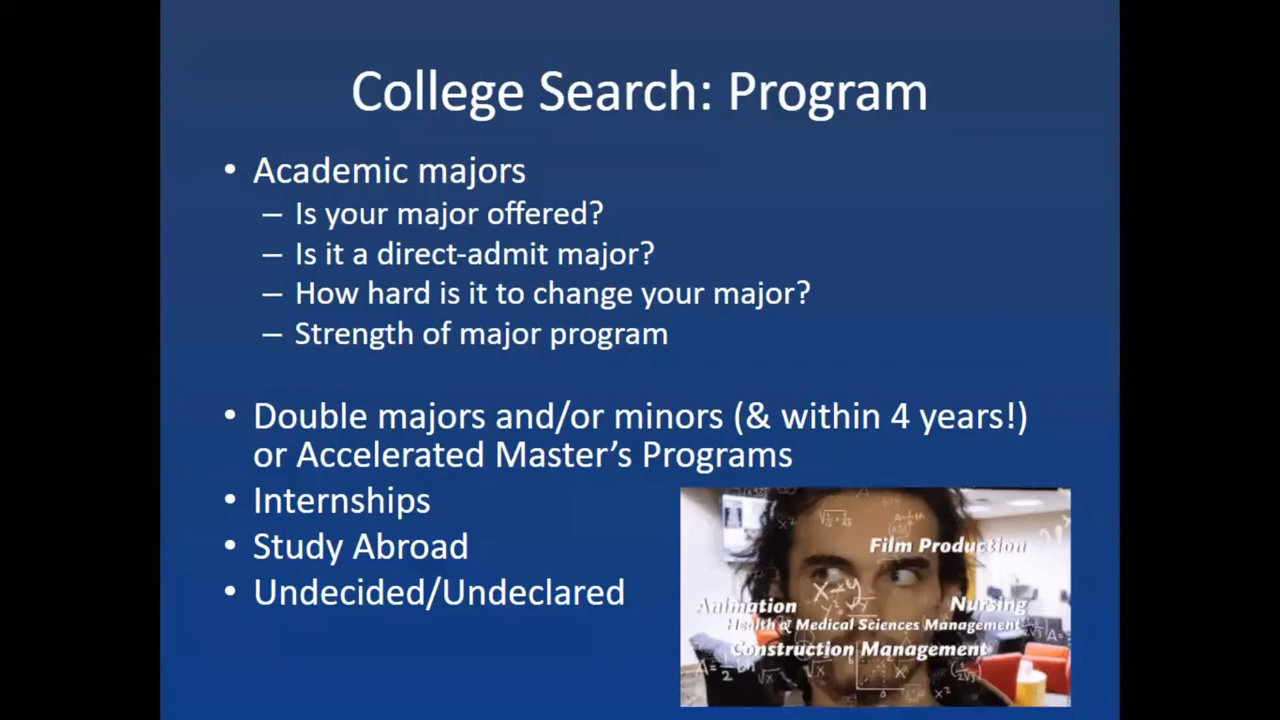 College Search: Program
• Academic majors
– Is your major offered?
– Is it a direct-admit major?
– How hard is it to change your major?
– Strength of major program
• Double majors and/or minors (& within 4 years!)
or Accelerated Master's Programs
• Internships
• Study Abroad
• Undecided/Undeclared
Film Production
Animation
Nursing
Health & Medical Sciences Management
Construction Management